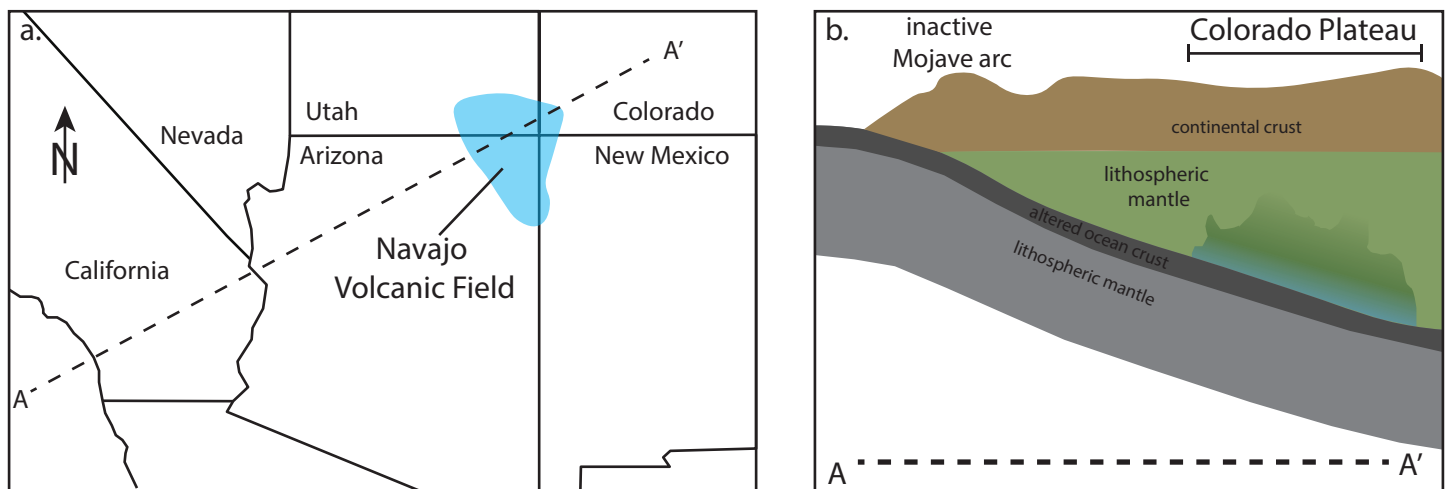 a.
A'
Utah
Colorado
Nevada
N
Arizona
New Mexico
Navajo
Volcanic Field
California
A
b.
inactive
Mojave arc
Colorado Plateau
continental crust
lithospheric
mantle
altered ocean crust
lithospheric mantle
A
A'